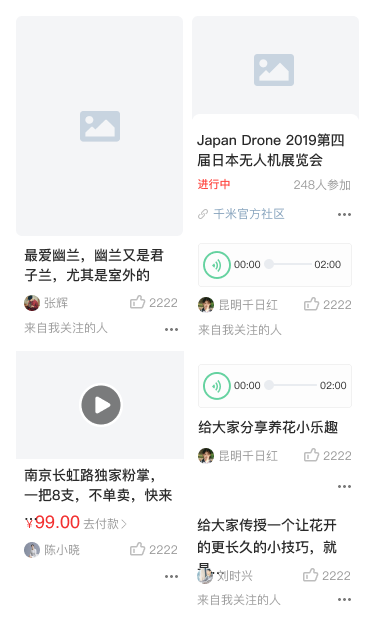 最爱幽兰，幽兰又是君
子兰，尤其是室外的
张辉 2222
来自我关注的人
南京长虹路独家粉掌，
一把8支，不单卖，快来
¥99.00 去付款
陈小晓 2222
Japan Drone 2019第四
届日本无人机展览会
进行中 248人参加
千米官方社区
00:00 02:00
昆明千日红 2222
来自我关注的人
00:00 02:00
给大家分享养花小乐趣
昆明千日红 2222
给大家传授一个让花开
的更长久的小技巧，就
是...
刘时兴 2222
来自我关注的人